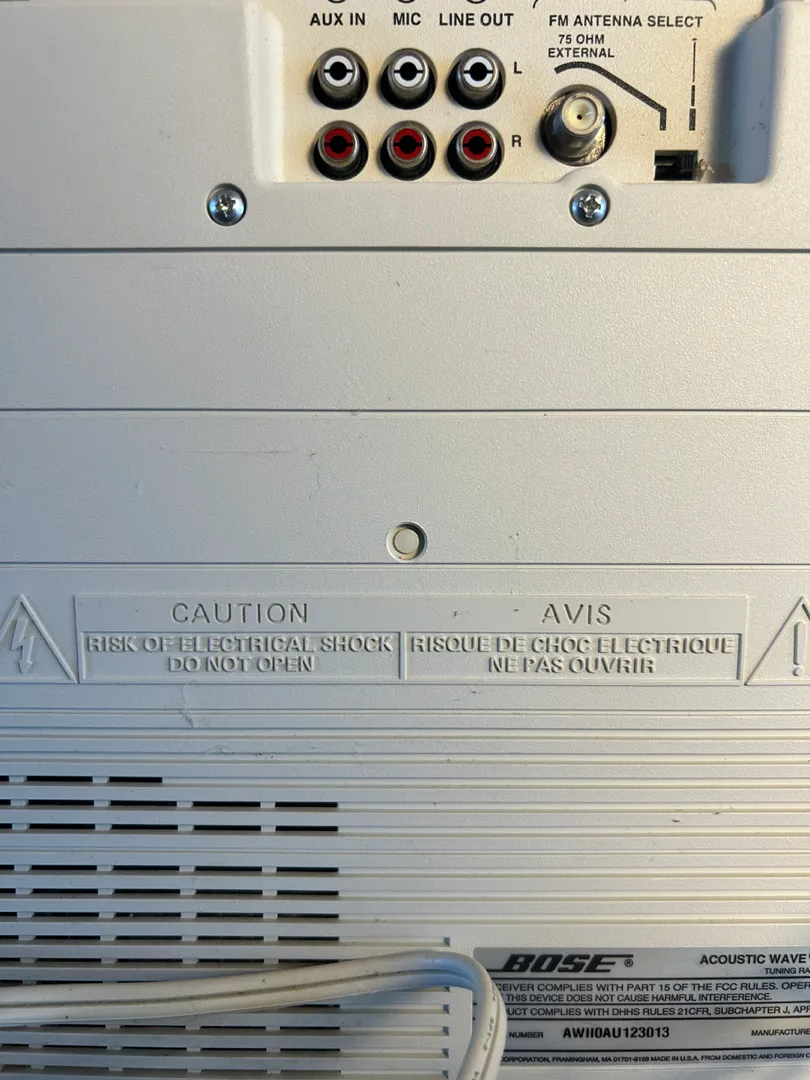 AUX IN MIC LINE OUT FM ANTENNA SELECT
75 OHM
EXTERNAL
L
R
CAUTION AVIS
RISK OF ELECTRICAL SHOCK RISQUE DE CHOC ELECTRIQUE
DO NOT OPEN NE PAS OUVRIR
BOSE® ACOUSTIC WAVE
TUNING RA
CEIVER COMPLIES WITH PART 15 OF THE FCC RULES. OPER
THIS DEVICE DOES NOT CAUSE HARMFUL INTERFERENCE.
UCT COMPLIES WITH DHHS RULES 21CFR, SUBCHAPTER J, APP
NUMBER AW110AU123013 MANUFACTURE
CORPORATION, FRAMINGHAM, MA 01701-9168 MADE IN U.S.A. FROM DOMESTIC AND FOREIGN C